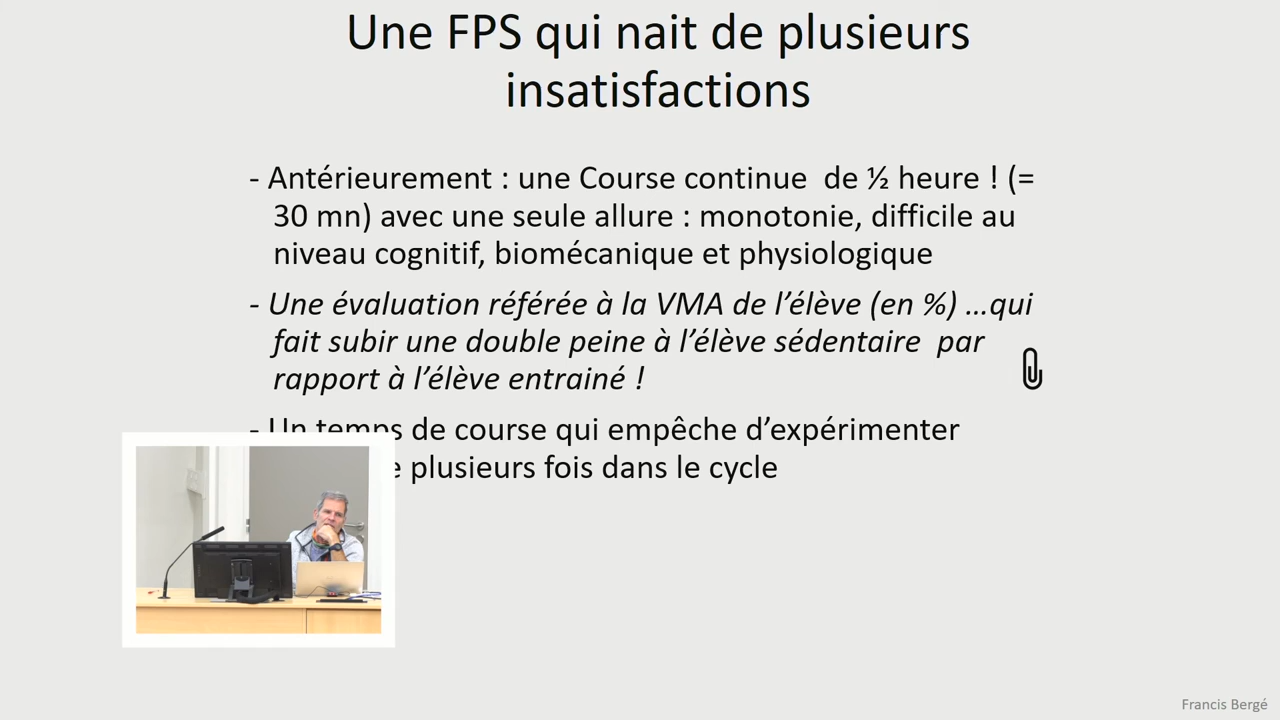 Une FPS qui nait de plusieurs
insatisfactions
- Antérieurement : une Course continue de ½ heure ! (=
30 mn) avec une seule allure : monotonie, difficile au
niveau cognitif, biomécanique et physiologique
- Une évaluation référée à la VMA de l’élève (en %) …qui
fait subir une double peine à l’élève sédentaire par
rapport à l’élève entrainé !
- Un temps de course qui empêche d’expérimenter
plusieurs fois dans le cycle
Francis Bergé